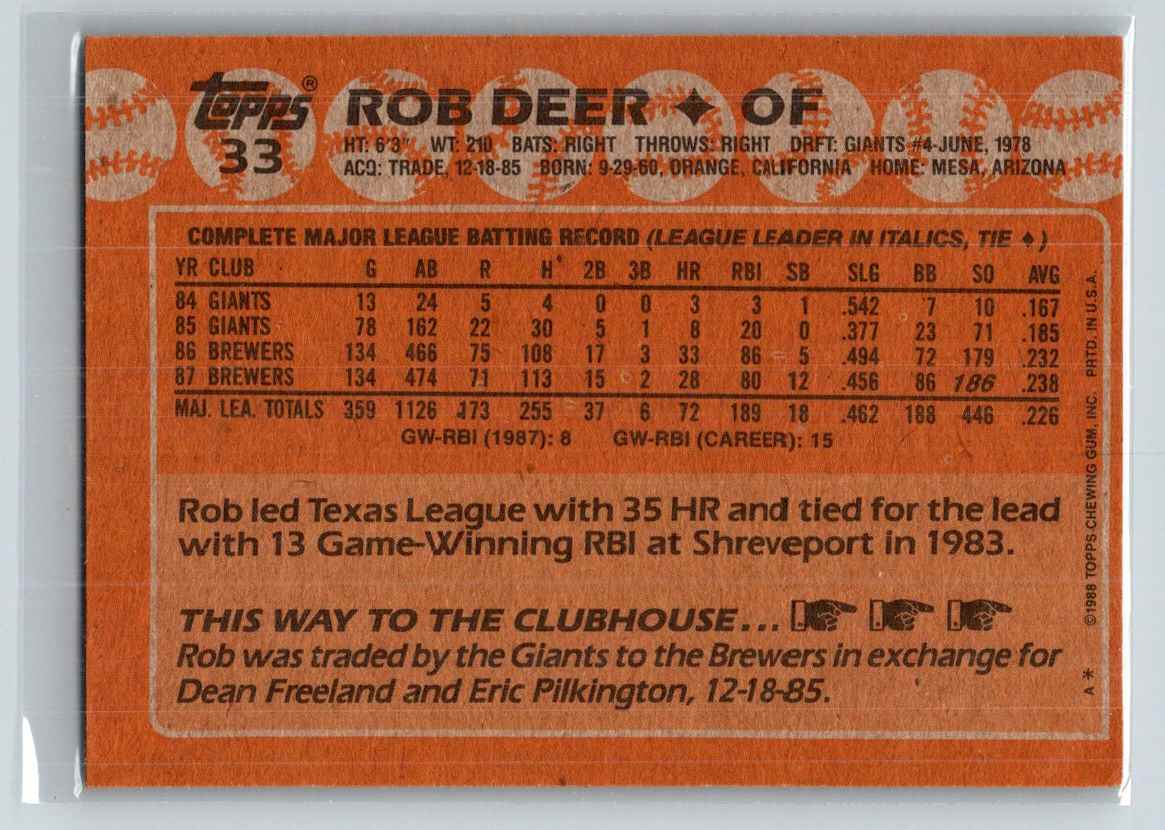 Topps® ROB DEER ♦ OF
33
HT: 6'3" WT: 210 BATS: RIGHT THROWS: RIGHT DRFT: GIANTS #4-JUNE, 1978
ACQ: TRADE, 12-18-85 BORN: 9-29-60, ORANGE, CALIFORNIA HOME: MESA, ARIZONA
COMPLETE MAJOR LEAGUE BATTING RECORD (LEAGUE LEADER IN ITALICS, TIE ♦)
YR CLUB G AB R H 2B 3B HR RBI SB SLG BB SO AVG
84 GIANTS 13 24 5 4 0 0 3 3 1 .542 7 10 .167
85 GIANTS 78 162 22 30 5 1 8 20 0 .377 23 71 .185
86 BREWERS 134 466 75 108 17 3 33 86 5 .494 72 179 .232
87 BREWERS 134 474 71 113 15 2 28 80 12 .456 86 186 .238
MAJ. LEA. TOTALS 359 1126 173 255 37 6 72 189 18 .462 188 446 .226
GW-RBI (1987): 8 GW-RBI (CAREER): 15
Rob led Texas League with 35 HR and tied for the lead
with 13 Game-Winning RBI at Shreveport in 1983.
THIS WAY TO THE CLUBHOUSE...
Rob was traded by the Giants to the Brewers in exchange for
Dean Freeland and Eric Pilkington, 12-18-85.
A * ©1988 TOPPS CHEWING GUM, INC. PRTD. IN U.S.A.